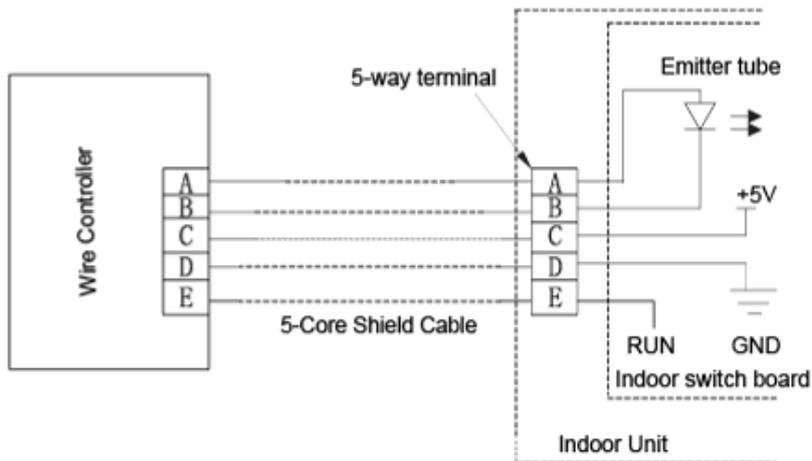 5-way terminal
Emitter tube
Wire Controller
A
B
C
D
E
A
B
C
D
E
+5V
5-Core Shield Cable
RUN
GND
Indoor switch board
Indoor Unit